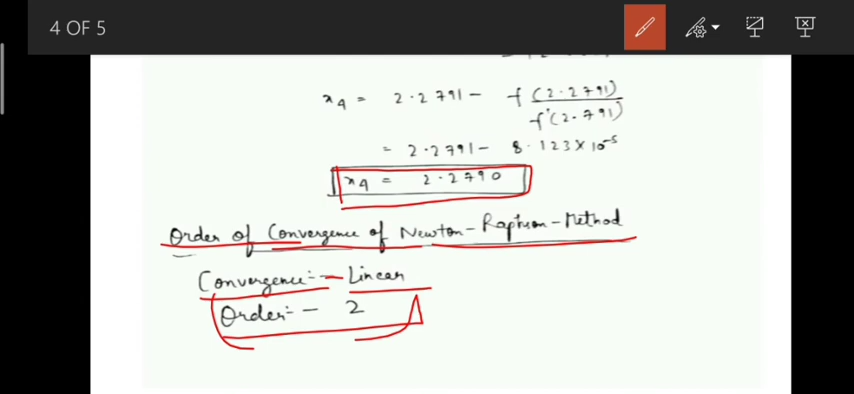 4 OF 5
x4 = 2.2791 - f(2.2791)
f'(2.791)
= 2.2791 - 8.123×10^-5
x4 = 2.2790
Order of Convergence of Newton-Raphson-Method
Convergence:- Linear
Order:- 2